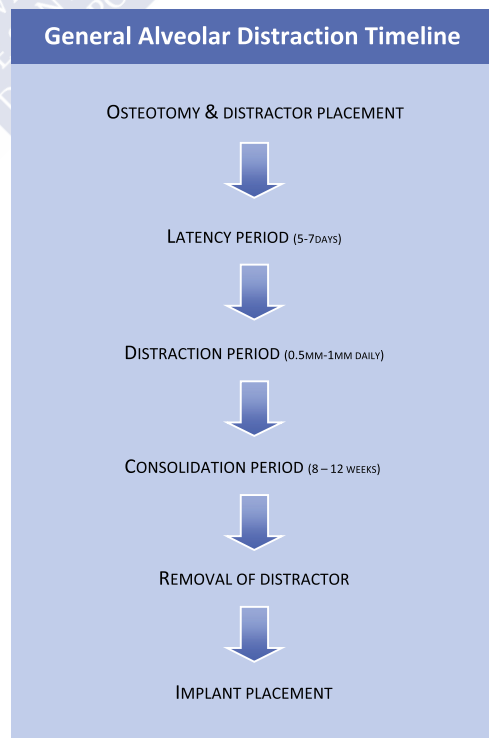 General Alveolar Distraction Timeline
OSTEOTOMY & DISTRACTOR PLACEMENT
LATENCY PERIOD (5-7DAYS)
DISTRACTION PERIOD (0.5MM-1MM DAILY)
CONSOLIDATION PERIOD (8 – 12 WEEKS)
REMOVAL OF DISTRACTOR
IMPLANT PLACEMENT